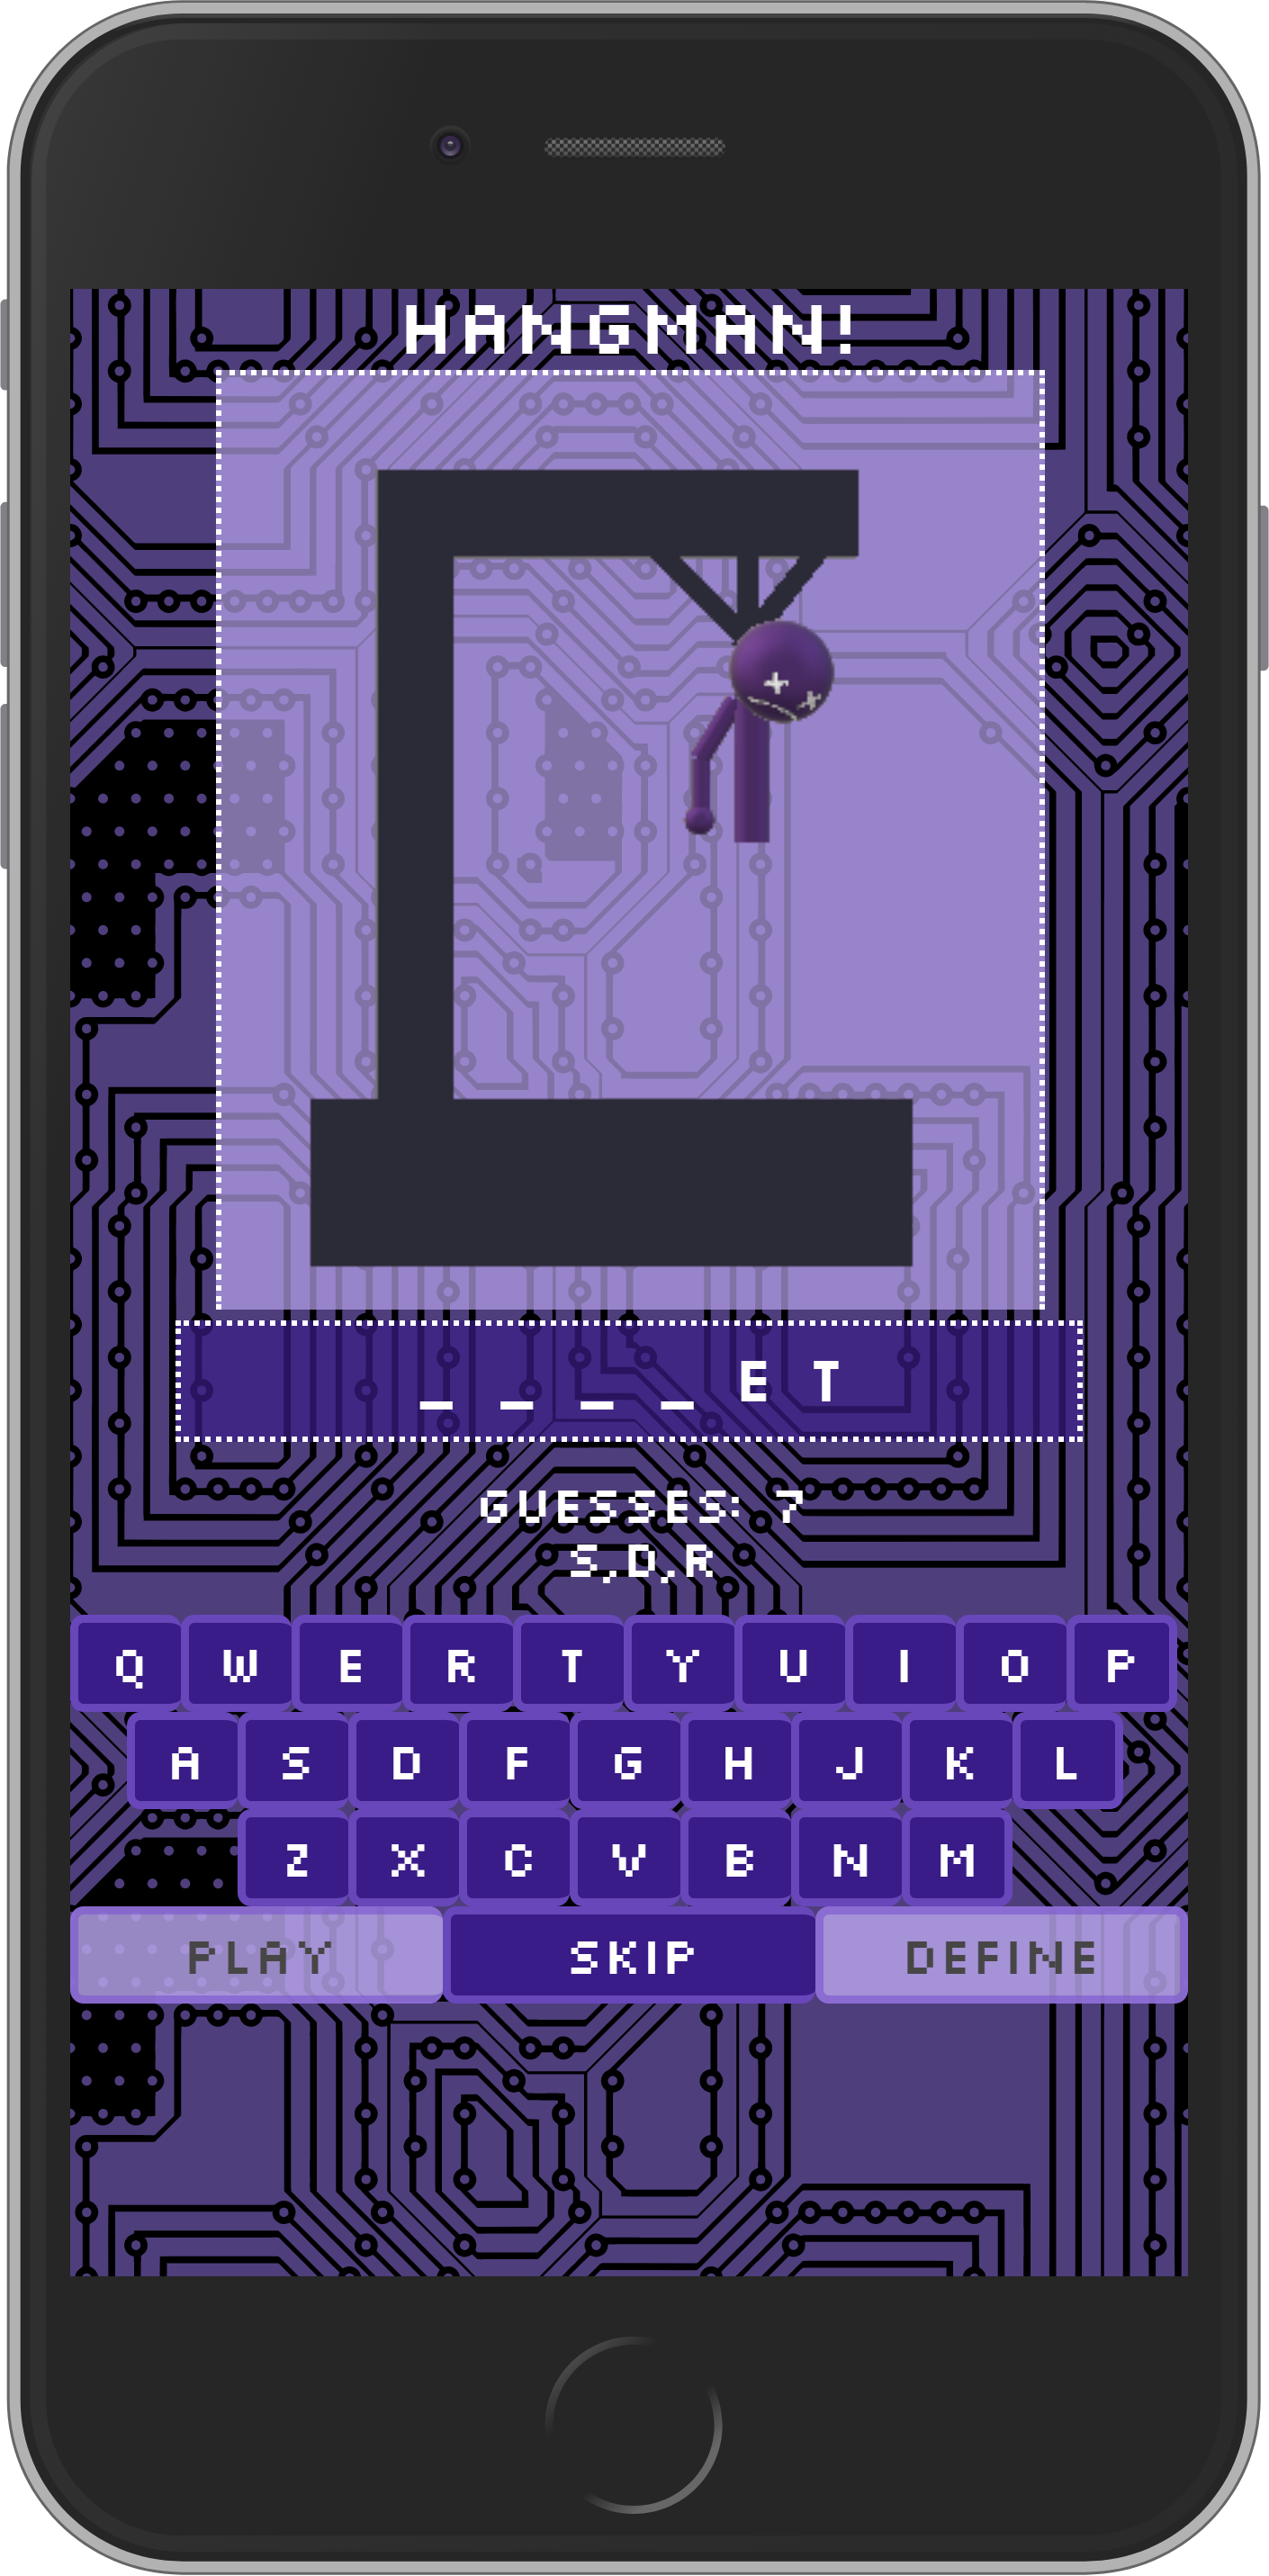 HANGMAN!
_ _ _ _ E T
GUESSES: 7
S,D,R
Q W E R T Y U I O P
A S D F G H J K L
Z X C V B N M
PLAY SKIP DEFINE